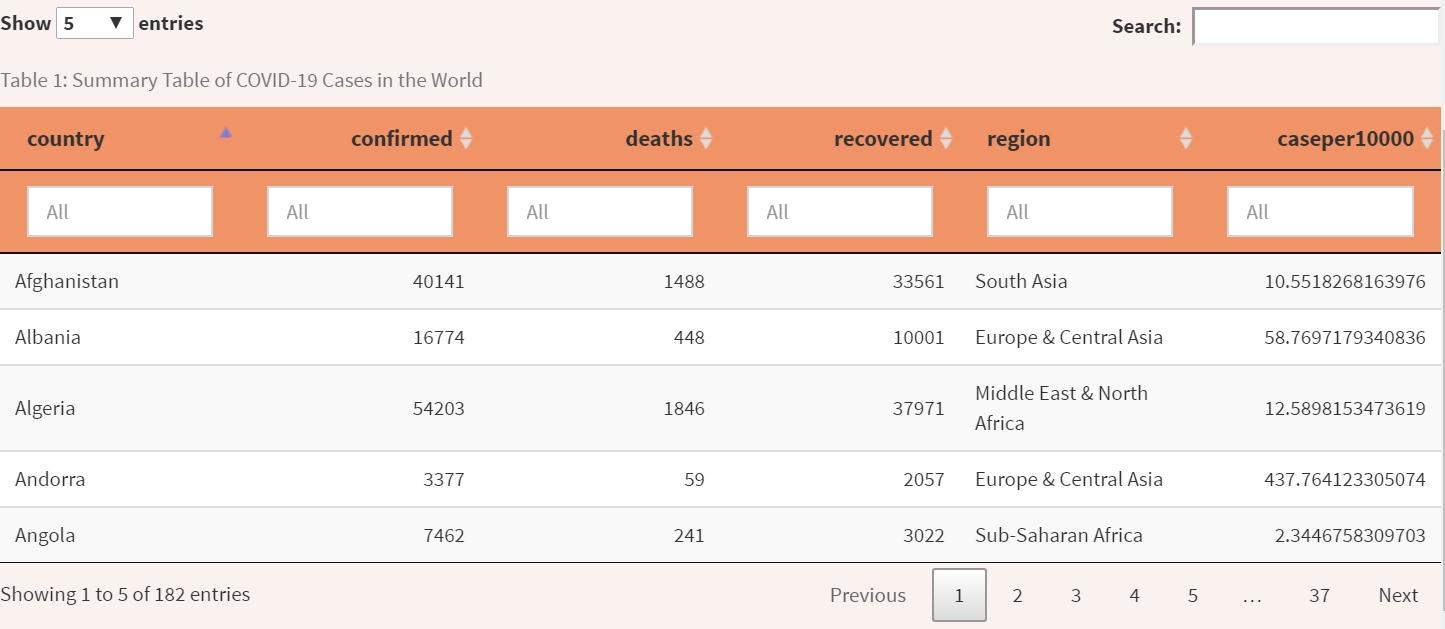 Show 5 ▼ entries Search:
Table 1: Summary Table of COVID-19 Cases in the World
country confirmed deaths recovered region caseper10000
All All All All All All
Afghanistan 40141 1488 33561 South Asia 10.5518268163976
Albania 16774 448 10001 Europe & Central Asia 58.7697179340836
Algeria 54203 1846 37971 Middle East & North Africa 12.5898153473619
Andorra 3377 59 2057 Europe & Central Asia 437.764123305074
Angola 7462 241 3022 Sub-Saharan Africa 2.3446758309703
Showing 1 to 5 of 182 entries Previous 1 2 3 4 5 … 37 Next